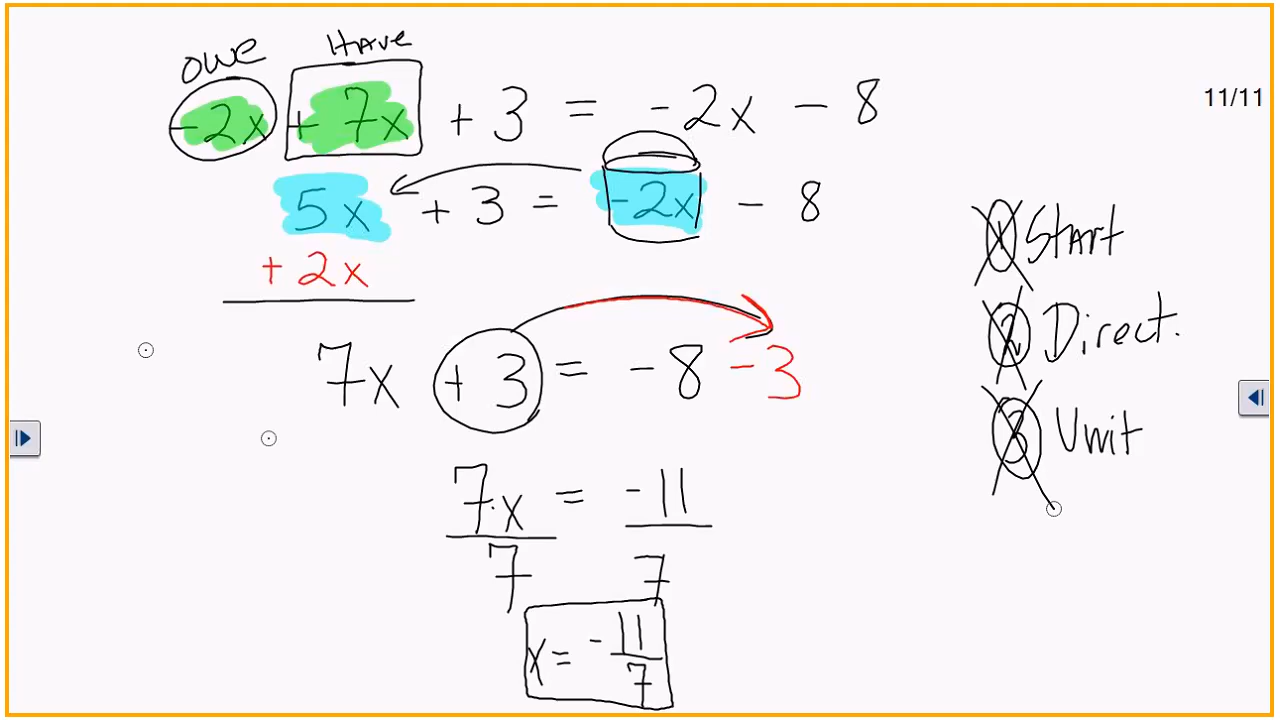 owe Have
-2x + 7x + 3 = -2x - 8
11/11
5x + 3 = -2x - 8
+ 2x
7x + 3 = -8 -3
7·x = -11
7 7
x = -11/7
1 Start
2 Direct.
3 Unit